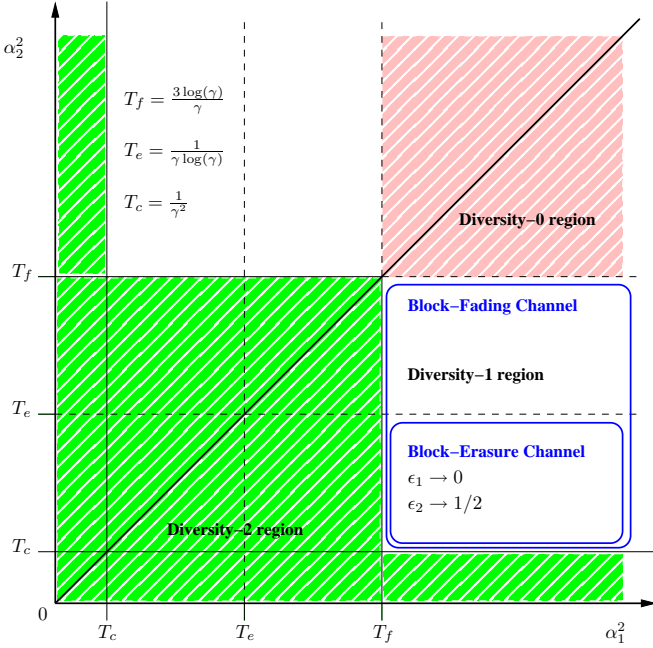 α₂²
T_f = 3 log(γ) / γ
T_e = 1 / (γ log(γ))
T_c = 1 / γ²
Diversity–0 region
T_f
Block–Fading Channel
Diversity–1 region
T_e
Block–Erasure Channel
ϵ₁ → 0
ϵ₂ → 1/2
Diversity–2 region
T_c
0
T_c
T_e
T_f
α₁²